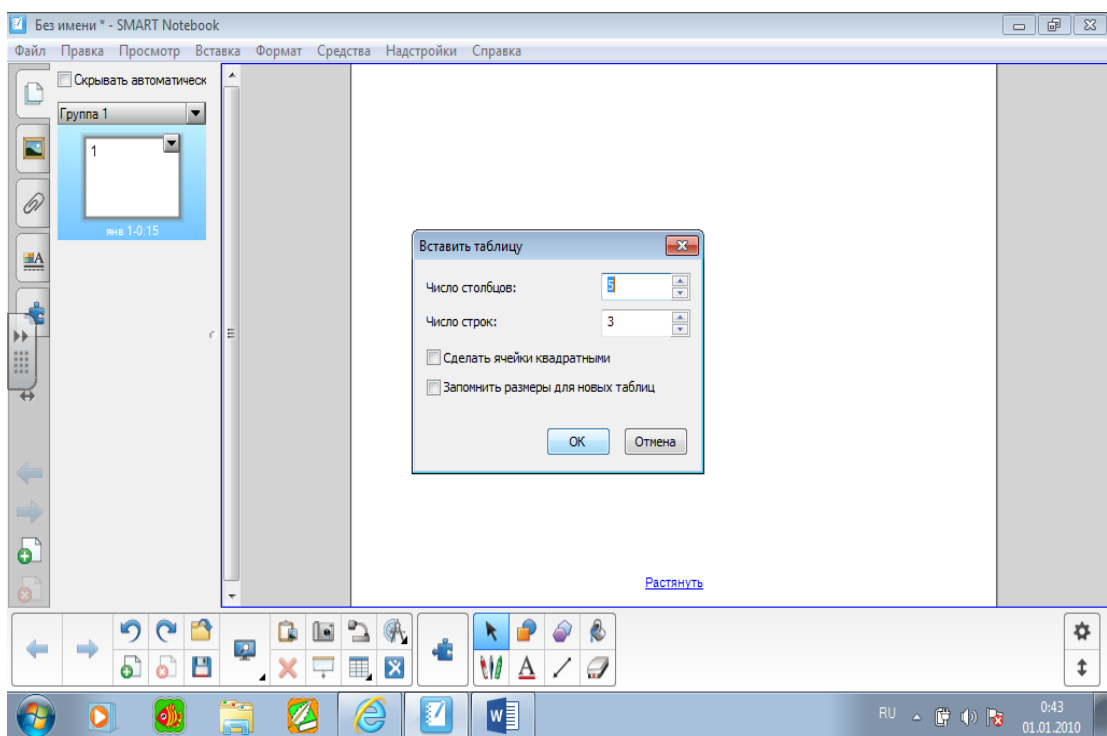 Без имени * - SMART Notebook
Файл Правка Просмотр Вставка Формат Средства Надстройки Справка
Скрывать автоматическ
Группа 1
1
янв 1-0:15
Вставить таблицу
Число столбцов: 5
Число строк: 3
Сделать ячейки квадратными
Запомнить размеры для новых таблиц
OK Отмена
Растянуть
RU 0:43
01.01.2010